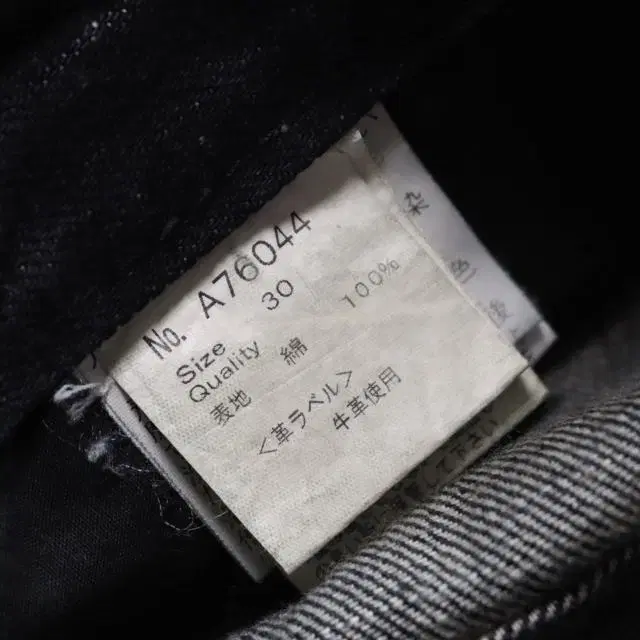 No. A76044
Size 30
Quality
表地 綿 100%
<革ラベル>
牛革使用